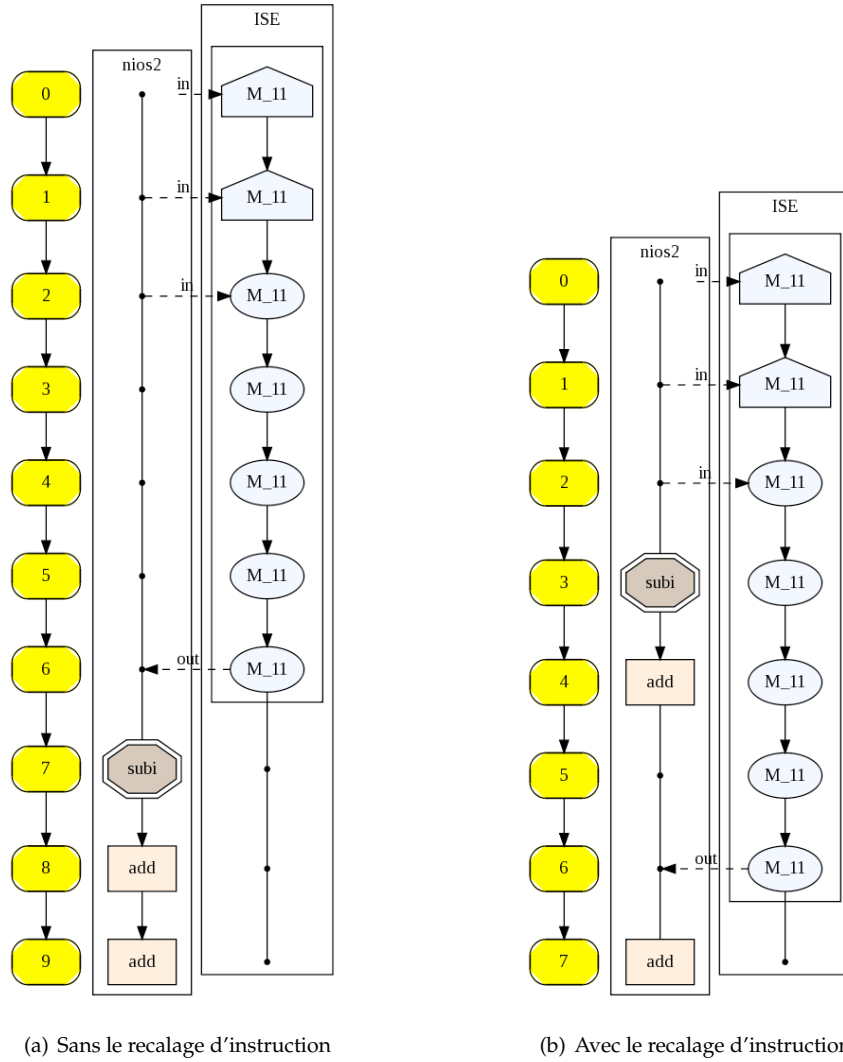 ISE
nios2
0
in
M_11
1
in
M_11
2
in
M_11
3
M_11
4
M_11
5
M_11
6
out
M_11
7
subi
8
add
9
add
(a) Sans le recalage d'instruction
ISE
nios2
0
in
M_11
1
in
M_11
2
in
M_11
3
subi
M_11
4
add
M_11
5
M_11
6
out
M_11
7
add
(b) Avec le recalage d'instruction